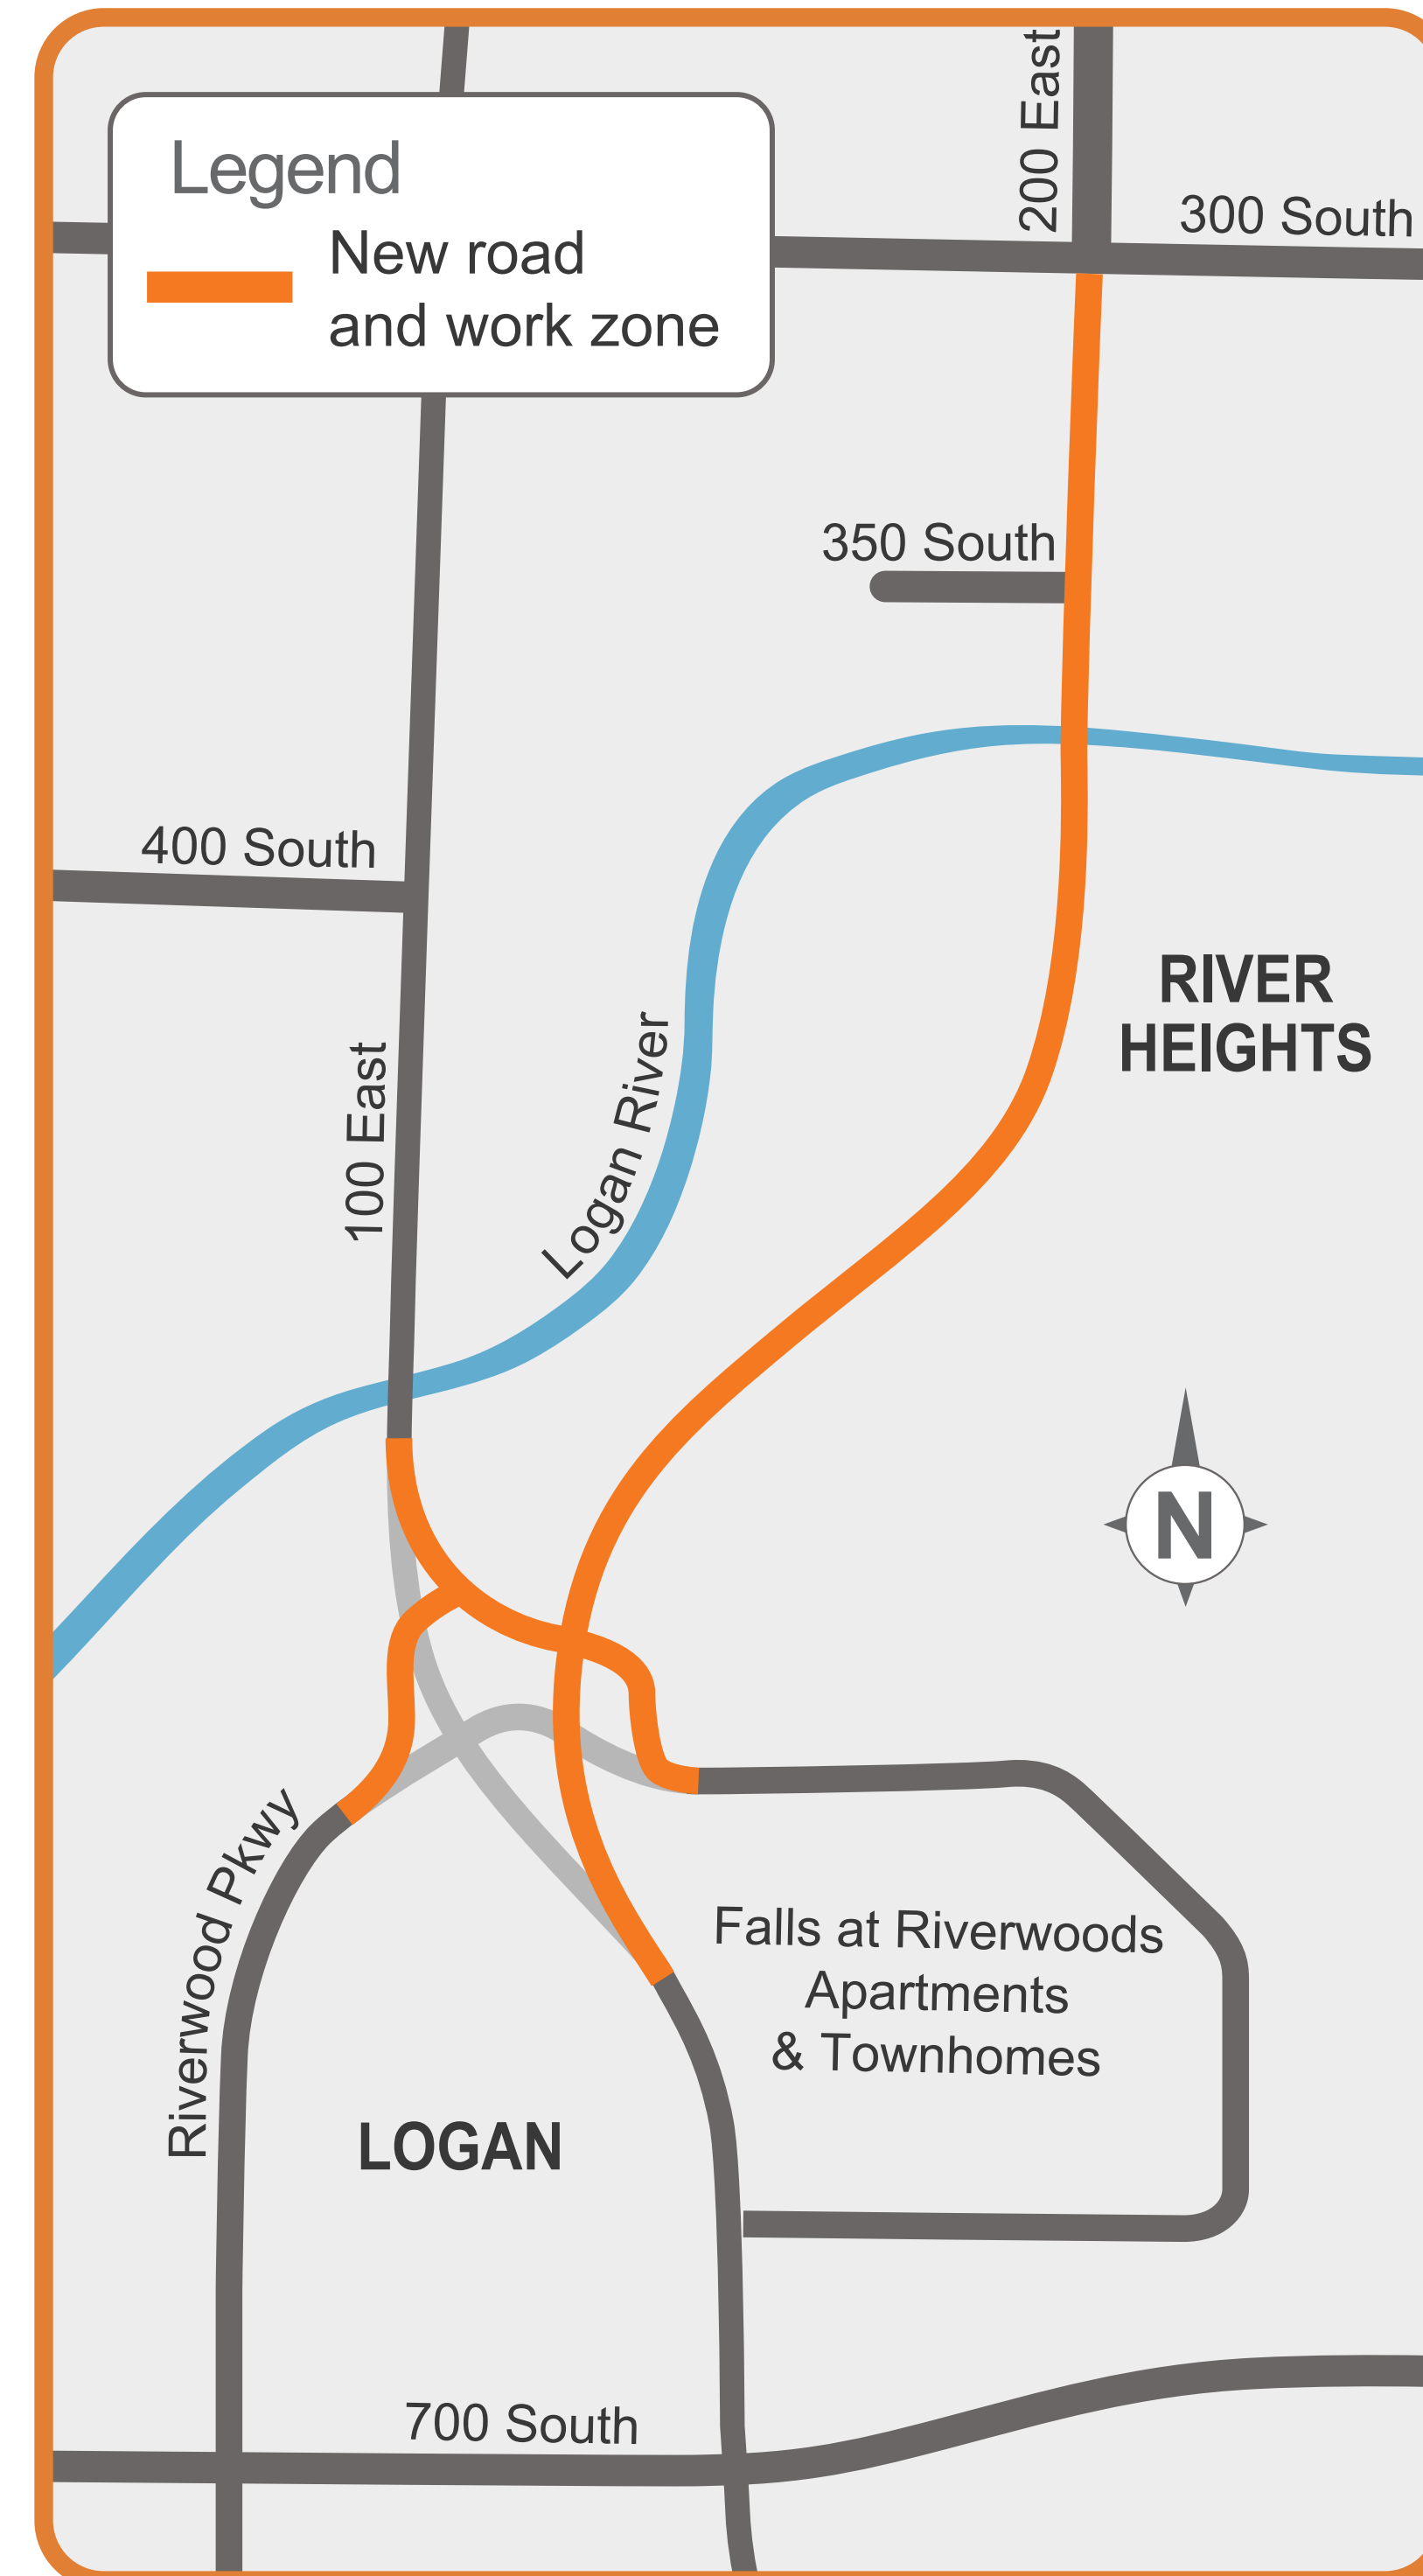 200 East
Legend
300 South
New road
and work zone
350 South
400 South
RIVER
HEIGHTS
Logan River
100 East
N
Riverwood Pkwy
Falls at Riverwoods
Apartments
& Townhomes
LOGAN
700 South